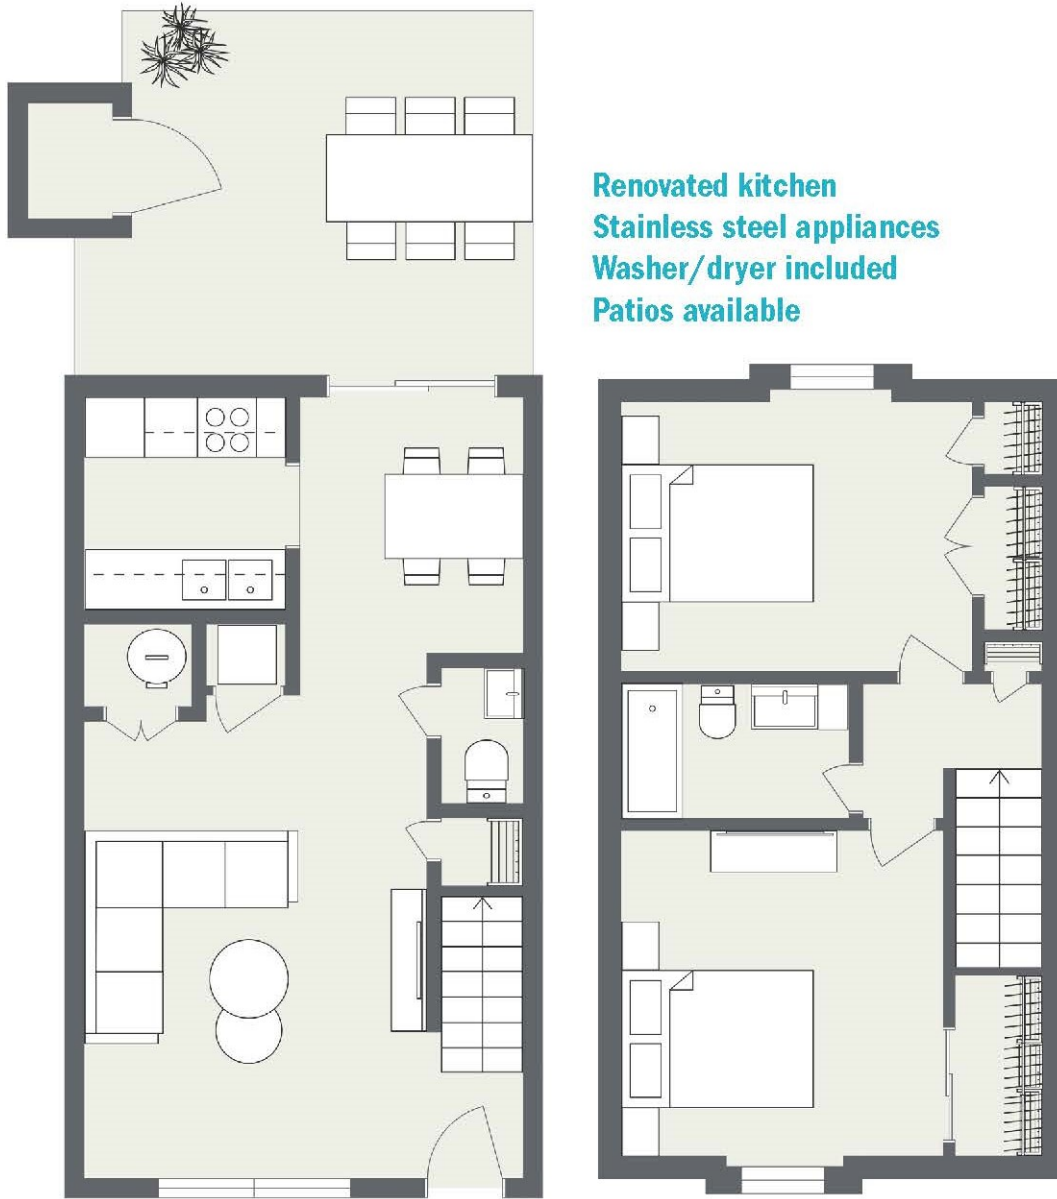 Renovated kitchen
Stainless steel appliances
Washer/dryer included
Patios available